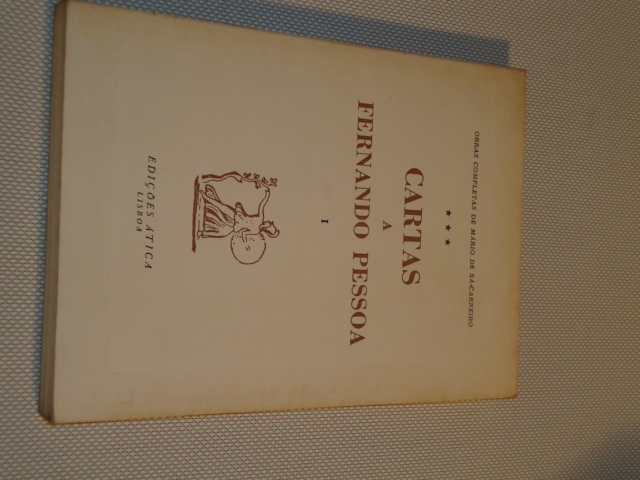 OBRAS COMPLETAS DE MÁRIO DE SÁ-CARNEIRO
★ ★ ★
CARTAS
A
FERNANDO PESSOA
I
EDIÇÕES ÁTICA
LISBOA